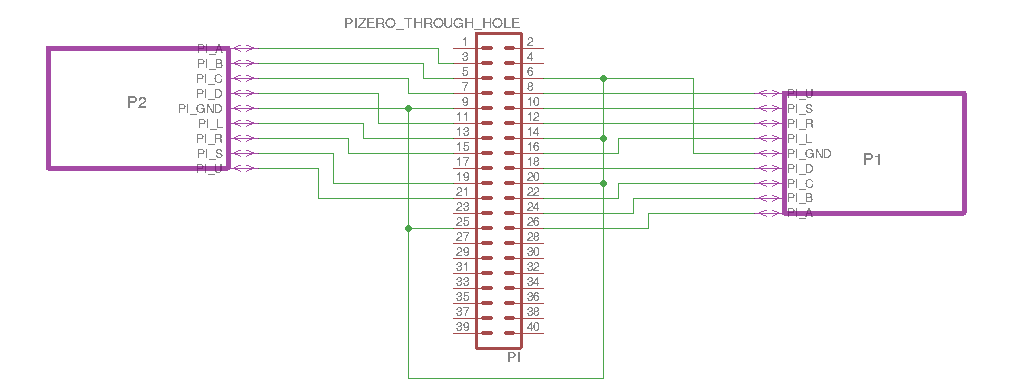 PIZERO_THROUGH_HOLE
P2
PI_A
PI_B
PI_C
PI_D
PI_GND
PI_L
PI_R
PI_S
PI_U
1 2
3 4
5 6
7 8
9 10
11 12
13 14
15 16
17 18
19 20
21 22
23 24
25 26
27 28
29 30
31 32
33 34
35 36
37 38
39 40
PI
PI_U
PI_S
PI_R
PI_L
PI_GND
PI_D
PI_C
PI_B
PI_A
P1